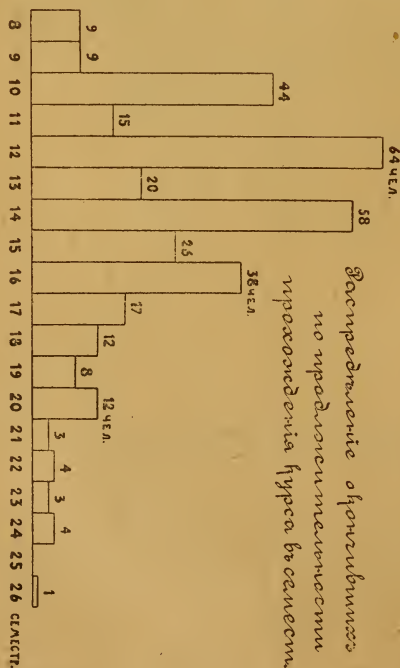 Распредѣленіе окончившихъ
по продолжительности
прохожденія курса въ семест
9 9 44 15 64 ЧЕЛ. 20 58 26 38 ЧЕЛ. 17 12 8 12 ЧЕЛ. 3 4 3 4 1
8 9 10 11 12 13 14 15 16 17 18 19 20 21 22 23 24 25 26 СЕМЕСТР.